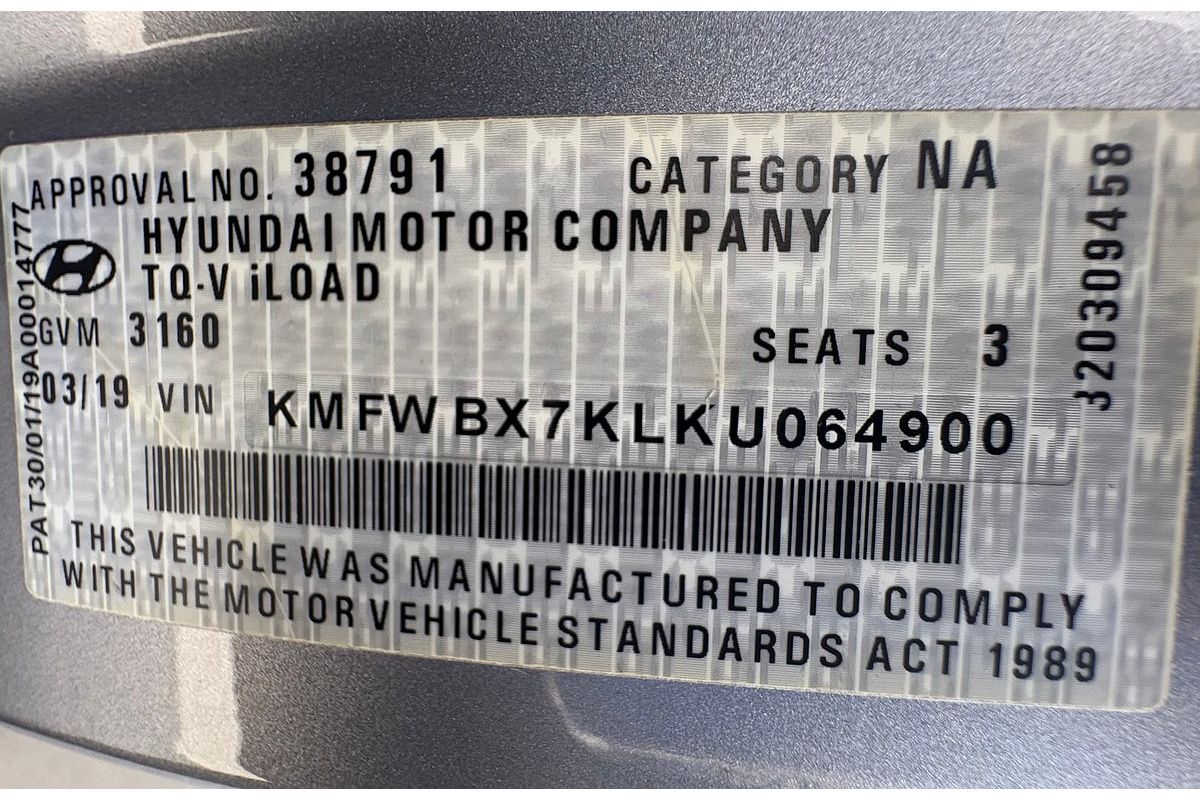 APPROVAL NO. 38791 CATEGORY NA
HYUNDAI MOTOR COMPANY
TQ-V iLOAD
GVM 3160 SEATS 3
03/19 VIN KMFWBX7KLKU064900
THIS VEHICLE WAS MANUFACTURED TO COMPLY
WITH THE MOTOR VEHICLE STANDARDS ACT 1989
PAT30/01/19A00014777
320309458